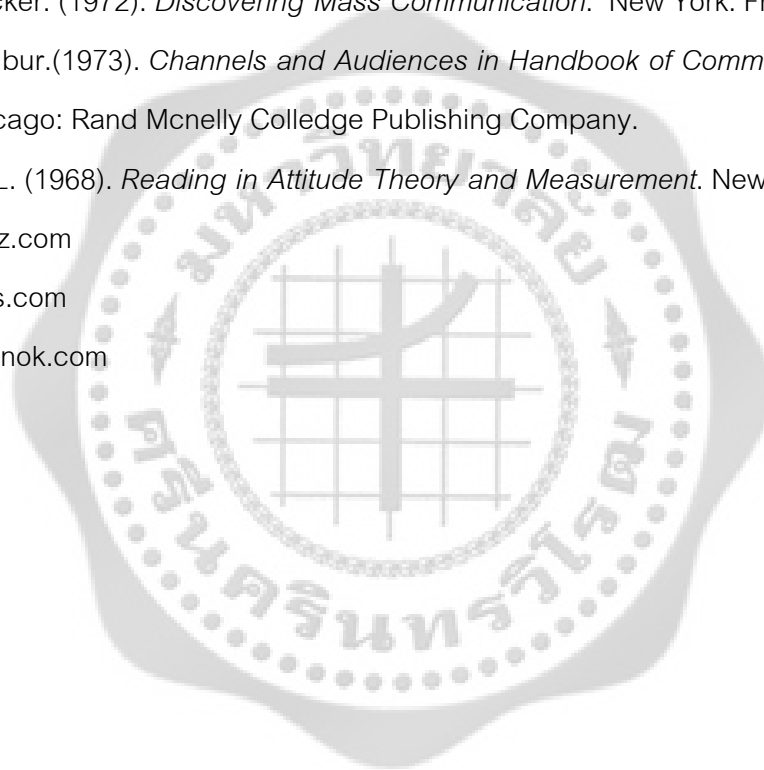 cker. (1972). Discovering Mass Communication. New York. Fr
bur.(1973). Channels and Audiences in Handbook of Comm
cago: Rand Mcnelly Colledge Publishing Company.
L. (1968). Reading in Attitude Theory and Measurement. New
z.com
s.com
nok.com
มหาวิทยาลัย
ศรีนครินทรวิโรฒ